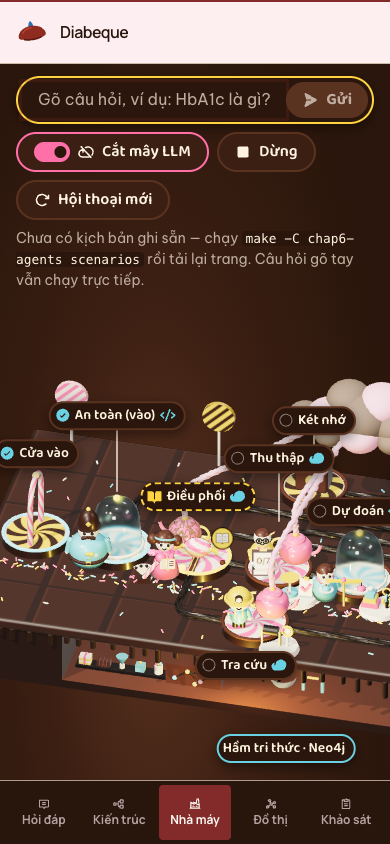 Diabeque
Gõ câu hỏi, ví dụ: HbA1c là gì?
Gửi
Cắt mây LLM
Dừng
Hội thoại mới
Chưa có kịch bản ghi sẵn — chạy make -C chap6-
agents scenarios rồi tải lại trang. Câu hỏi gõ tay
vẫn chạy trực tiếp.
An toàn (vào) </>
Két nhớ
Cửa vào
Thu thập
Điều phối
Dự đoán
0/7
Tra cứu
Hầm tri thức · Neo4j
Hỏi đáp
Kiến trúc
Nhà máy
Đồ thị
Khảo sát